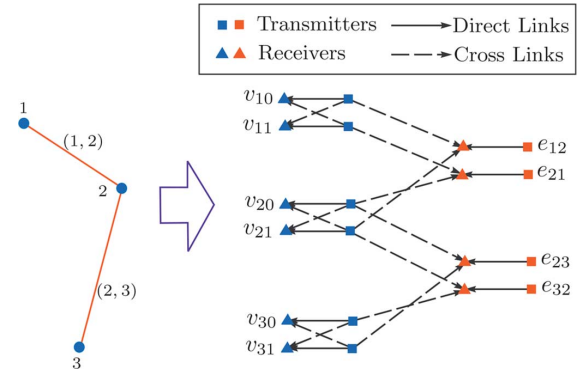 Transmitters
Direct Links
Receivers
Cross Links
1
(1, 2)
2
(2, 3)
3
v10
v11
e12
e21
v20
v21
e23
e32
v30
v31